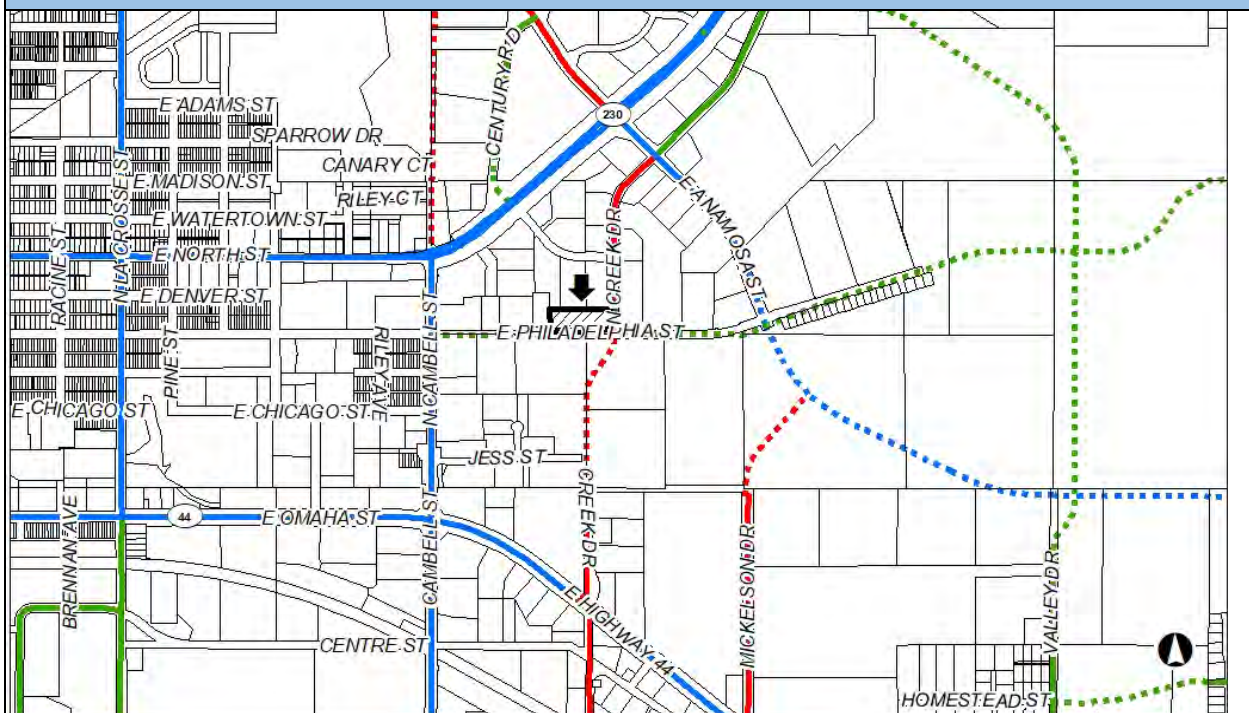 CENTURY RD
E ADAMS ST
230
SPARROW DR
CANARY CT
N LA CROSSE ST
E MADISON ST
RILEY CT
E ANAMOSA ST
E WATERTOWN ST
N CREEK DR
RACINE ST
E NORTH ST
E DENVER ST
N CAMBELL ST
E PHILADELPHIA ST
PINE ST
RILEY AVE
E CHICAGO ST
E CHICAGO ST
JESS ST
CREEK DR
44
E OMAHA ST
BRENNAN AVE
CAMBELL ST
MICKELSON DR
VALLEY DR
E HIGHWAY 44
CENTRE ST
HOMESTEAD ST